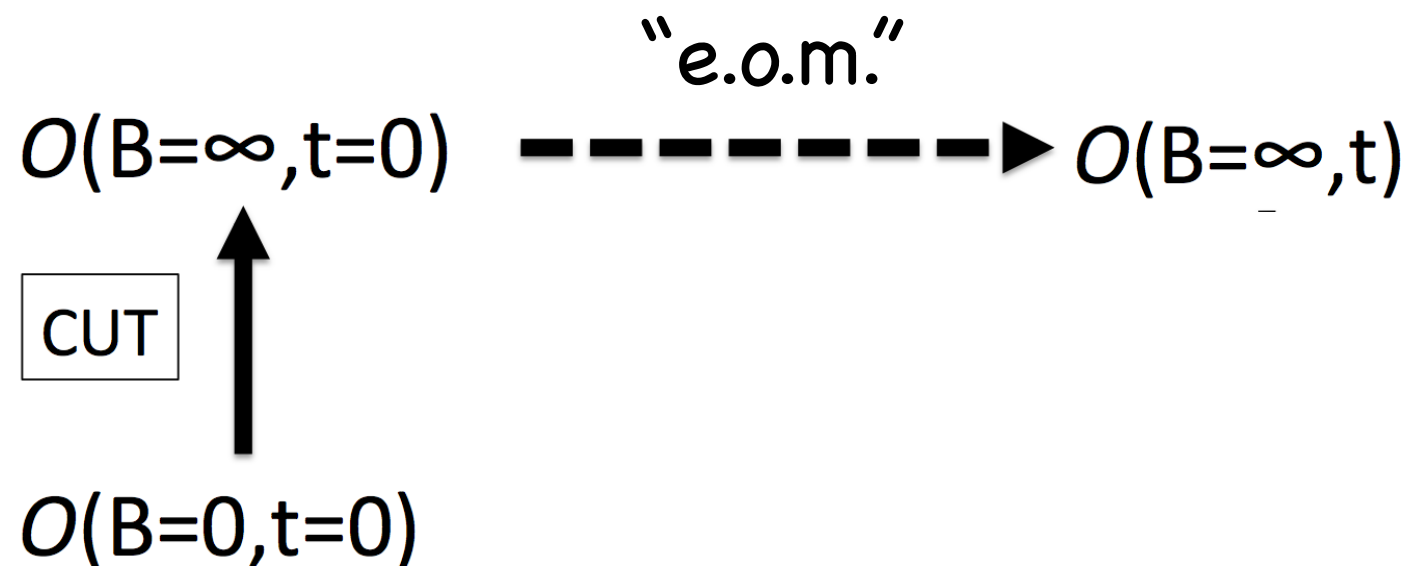 “e.o.m.”
O(B=∞,t=0)
O(B=∞,t)
CUT
O(B=0,t=0)